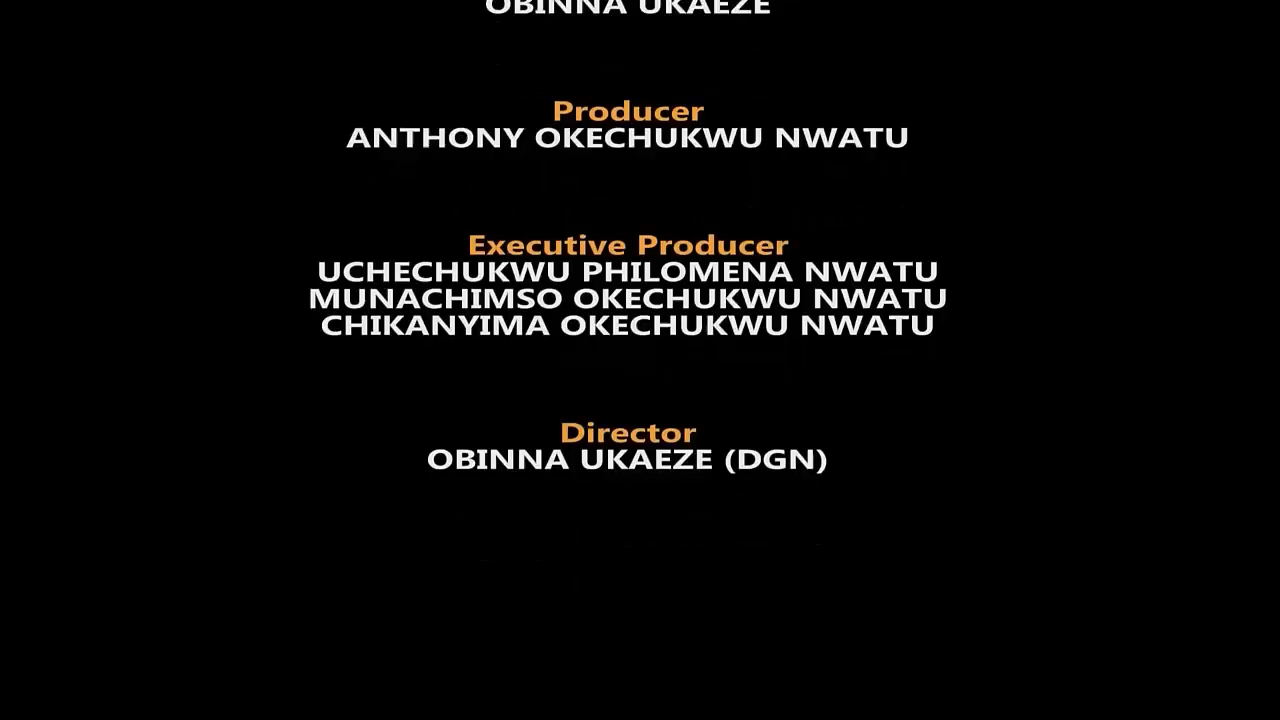 OBINNA UKAEZE
Producer
ANTHONY OKECHUKWU NWATU
Executive Producer
UCHECHUKWU PHILOMENA NWATU
MUNACHIMSO OKECHUKWU NWATU
CHIKANYIMA OKECHUKWU NWATU
Director
OBINNA UKAEZE (DGN)